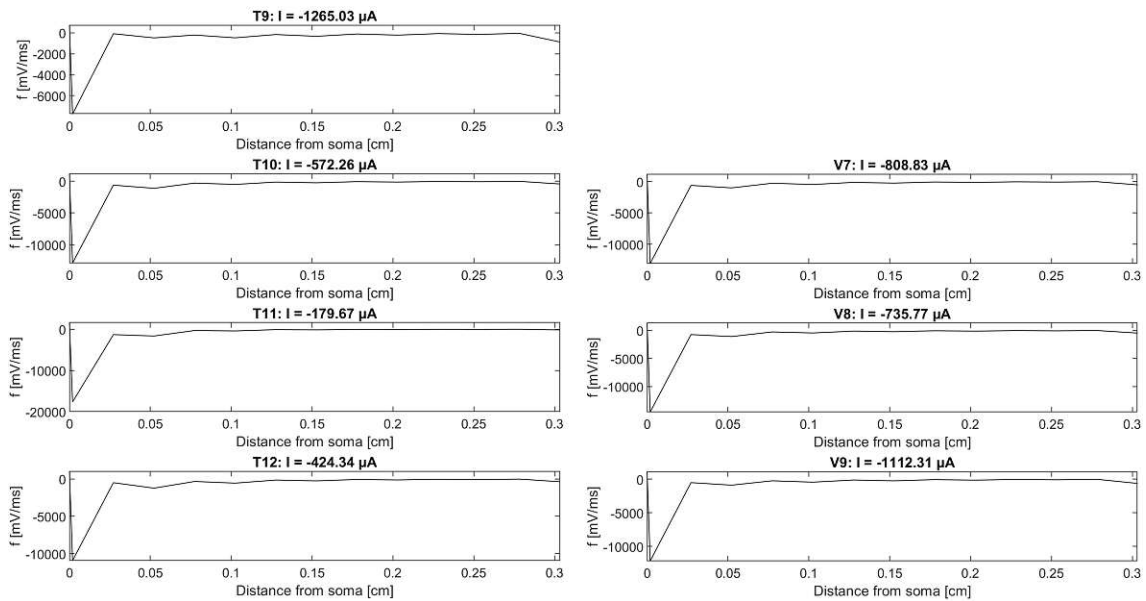 T9: I = -1265.03 µA
f [mV/ms]
0
-2000
-4000
-6000
0 0.05 0.1 0.15 0.2 0.25 0.3
Distance from soma [cm]
T10: I = -572.26 µA
f [mV/ms]
0
-5000
-10000
0 0.05 0.1 0.15 0.2 0.25 0.3
Distance from soma [cm]
V7: I = -808.83 µA
f [mV/ms]
0
-5000
-10000
0 0.05 0.1 0.15 0.2 0.25 0.3
Distance from soma [cm]
T11: I = -179.67 µA
f [mV/ms]
0
-10000
-20000
0 0.05 0.1 0.15 0.2 0.25 0.3
Distance from soma [cm]
V8: I = -735.77 µA
f [mV/ms]
0
-5000
-10000
0 0.05 0.1 0.15 0.2 0.25 0.3
Distance from soma [cm]
T12: I = -424.34 µA
f [mV/ms]
0
-5000
-10000
0 0.05 0.1 0.15 0.2 0.25 0.3
Distance from soma [cm]
V9: I = -1112.31 µA
f [mV/ms]
0
-5000
-10000
0 0.05 0.1 0.15 0.2 0.25 0.3
Distance from soma [cm]